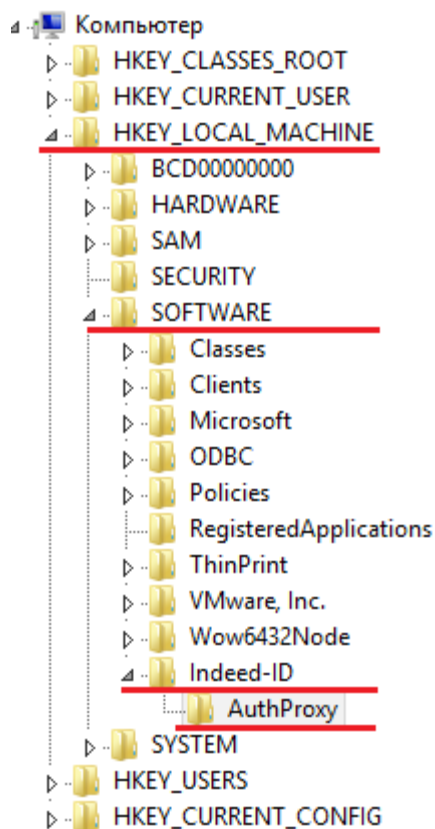 Компьютер
HKEY_CLASSES_ROOT
HKEY_CURRENT_USER
HKEY_LOCAL_MACHINE
BCD00000000
HARDWARE
SAM
SECURITY
SOFTWARE
Classes
Clients
Microsoft
ODBC
Policies
RegisteredApplications
ThinPrint
VMware, Inc.
Wow6432Node
Indeed-ID
AuthProxy
SYSTEM
HKEY_USERS
HKEY_CURRENT_CONFIG